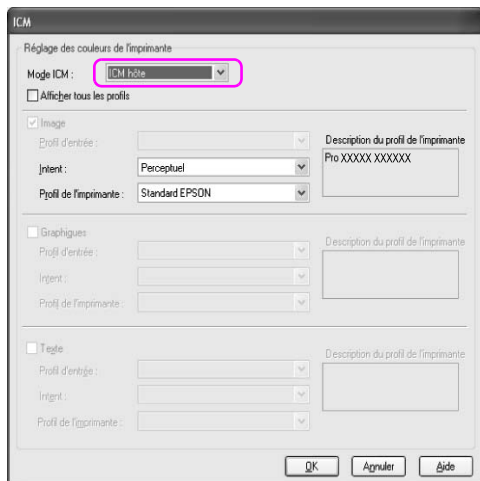 ICM
Réglage des couleurs de l'imprimante
Mode ICM : ICM hôte
Afficher tous les profils
Image
Profil d'entrée :
Description du profil de l'imprimante
Intent : Perceptuel
Pro XXXXX XXXXXX
Profil de l'imprimante : Standard EPSON
Graphigues
Description du profil de l'imprimante
Profil d'entrée :
Intent :
Profil de l'imprimante :
Texte
Description du profil de l'imprimante
Profil d'entrée :
Intent :
Profil de l'imprimante :
OK Annuler Aide